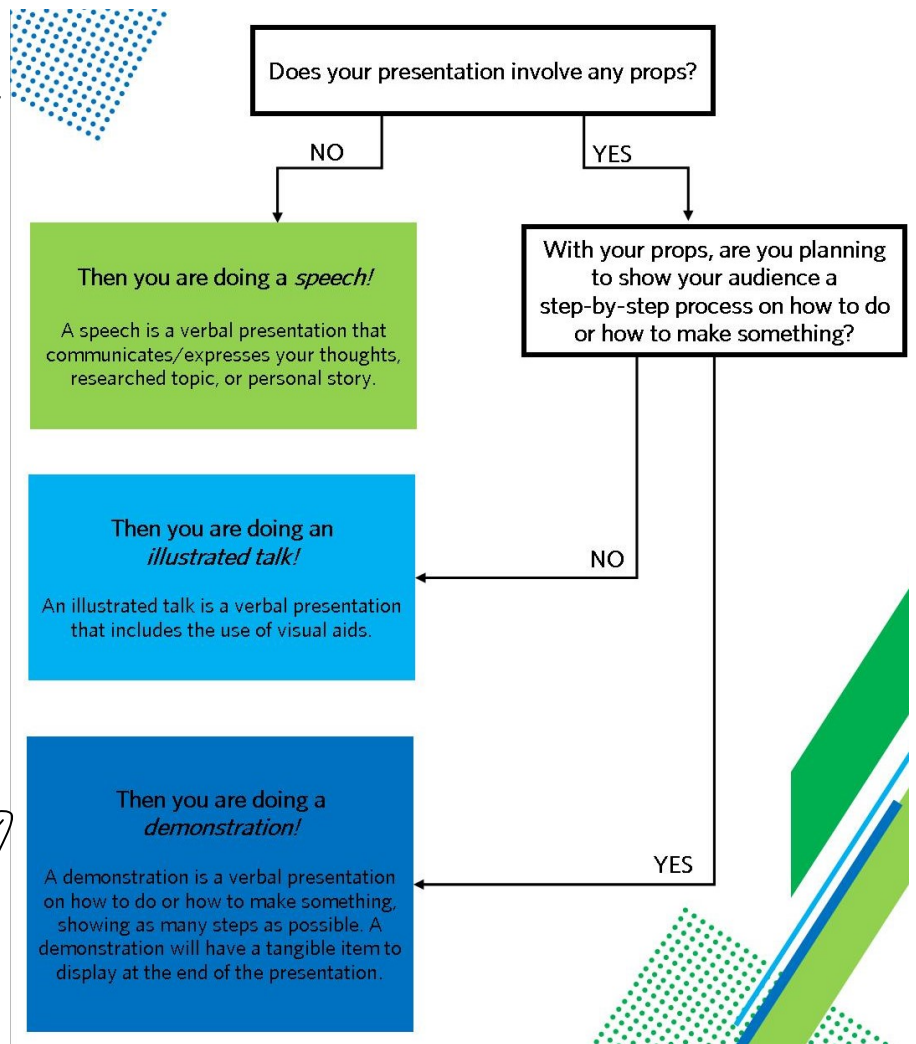 Does your presentation involve any props?
NO
YES
Then you are doing a speech!
A speech is a verbal presentation that
communicates/expresses your thoughts,
researched topic, or personal story.
With your props, are you planning
to show your audience a
step-by-step process on how to do
or how to make something?
Then you are doing an
illustrated talk!
An illustrated talk is a verbal presentation
that includes the use of visual aids.
NO
Then you are doing a
demonstration!
A demonstration is a verbal presentation
on how to do or how to make something,
showing as many steps as possible. A
demonstration will have a tangible item to
display at the end of the presentation.
YES